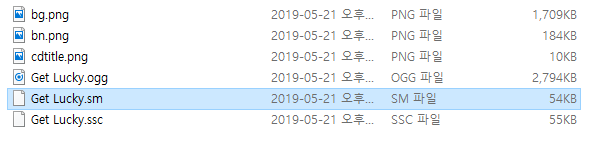 bg.png 2019-05-21 오후... PNG 파일 1,709KB
bn.png 2019-05-21 오후... PNG 파일 184KB
cdtitle.png 2019-05-21 오후... PNG 파일 10KB
Get Lucky.ogg 2019-05-21 오후... OGG 파일 2,794KB
Get Lucky.sm 2019-05-21 오후... SM 파일 54KB
Get Lucky.ssc 2019-05-21 오후... SSC 파일 55KB